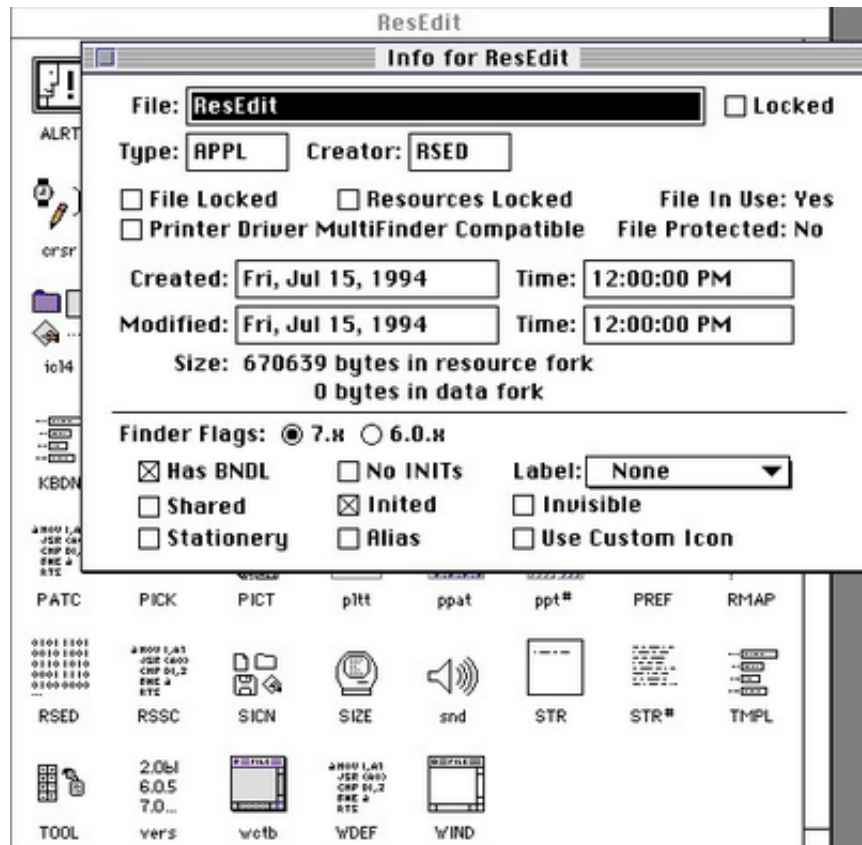 ResEdit
Info for ResEdit
File: ResEdit Locked
Type: APPL Creator: RSED
File Locked Resources Locked File In Use: Yes
Printer Driver MultiFinder Compatible File Protected: No
Created: Fri, Jul 15, 1994 Time: 12:00:00 PM
Modified: Fri, Jul 15, 1994 Time: 12:00:00 PM
Size: 670639 bytes in resource fork
0 bytes in data fork
Finder Flags: 7.x 6.0.x
Has BNDL No INITs Label: None
Shared Inited Invisible
Stationery Alias Use Custom Icon
ALRT
crsr
icl4
KBDN
PATC PICK PICT pltt ppat ppt# PREF RMAP
RSED RSSC SICN SIZE snd STR STR# TMPL
2.0b1
6.0.5
7.0...
TOOL vers wctb WDEF WIND